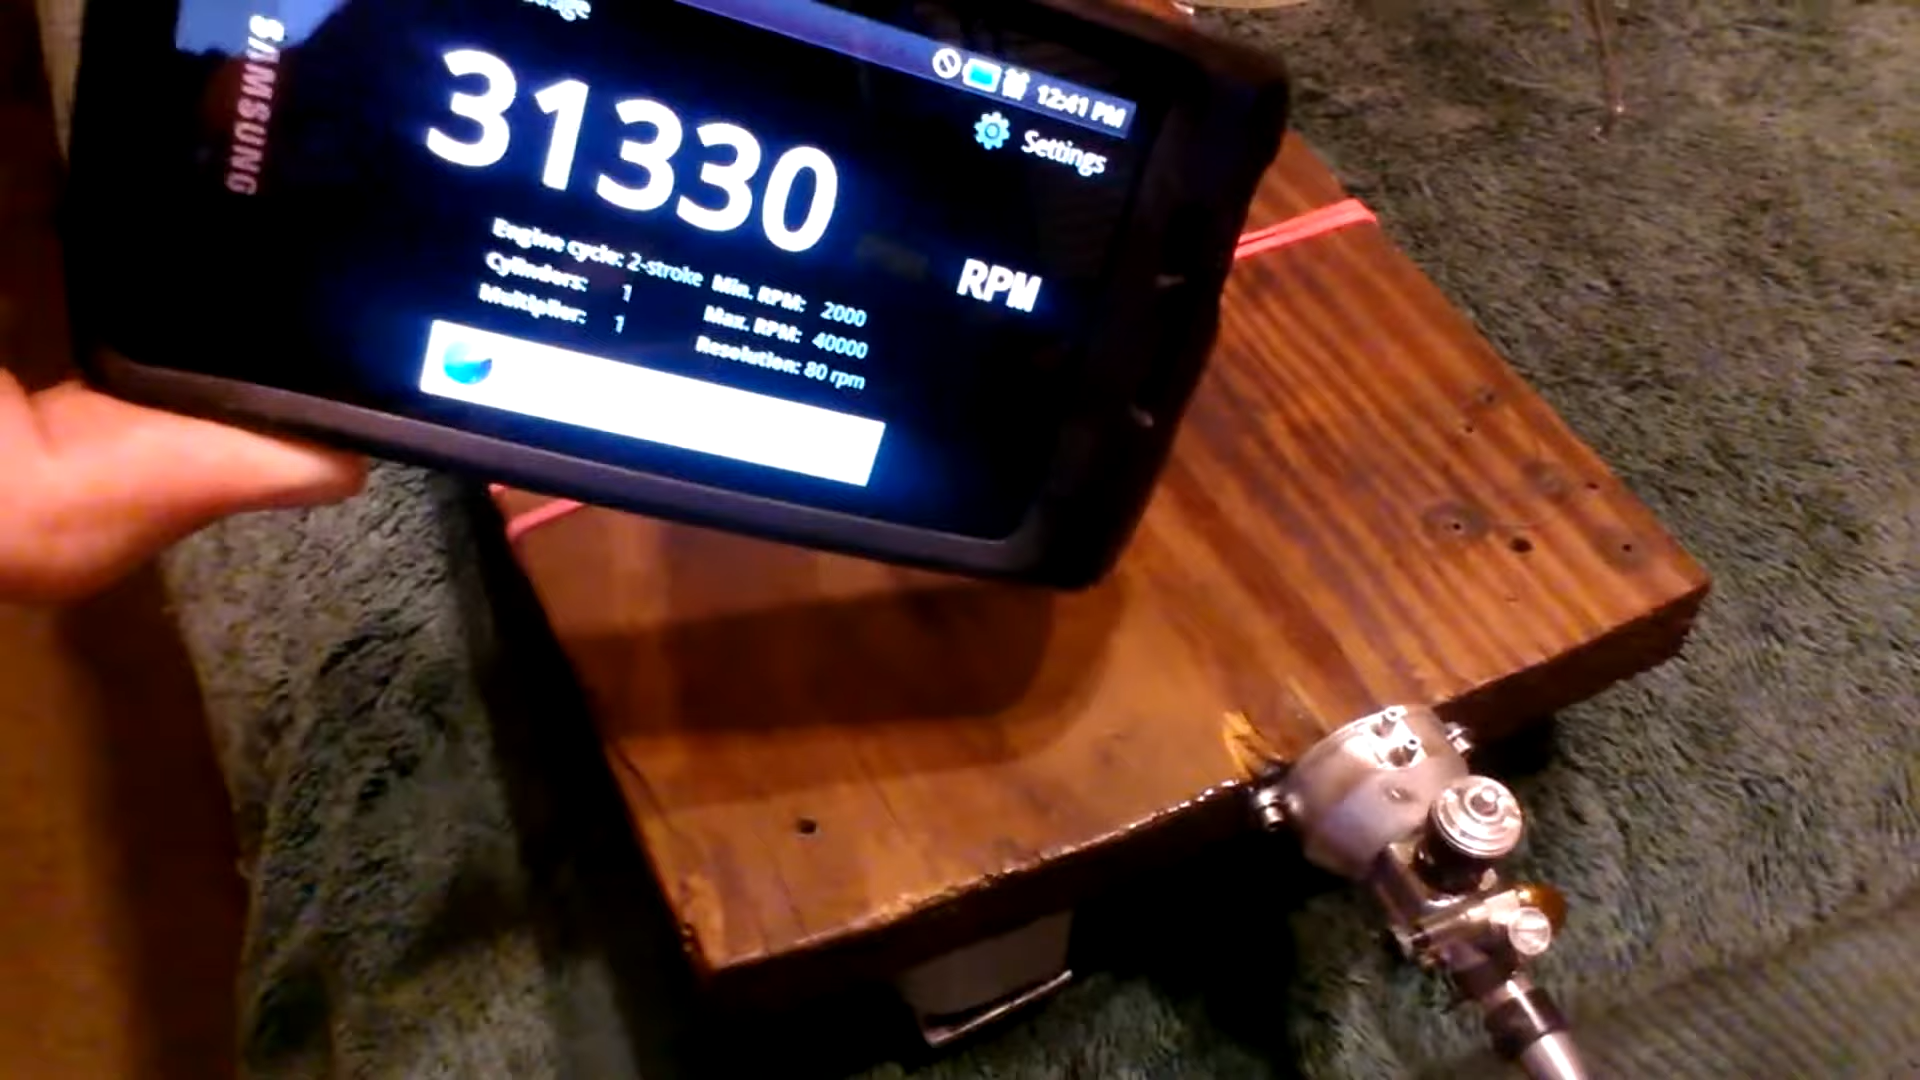 SAMSUNG
12:41 PM
Settings
31330
RPM
Engine cycle: 2-stroke Min. RPM: 2000
Cylinders: 1 Max. RPM: 40000
Multiplier: 1 Resolution: 80 rpm